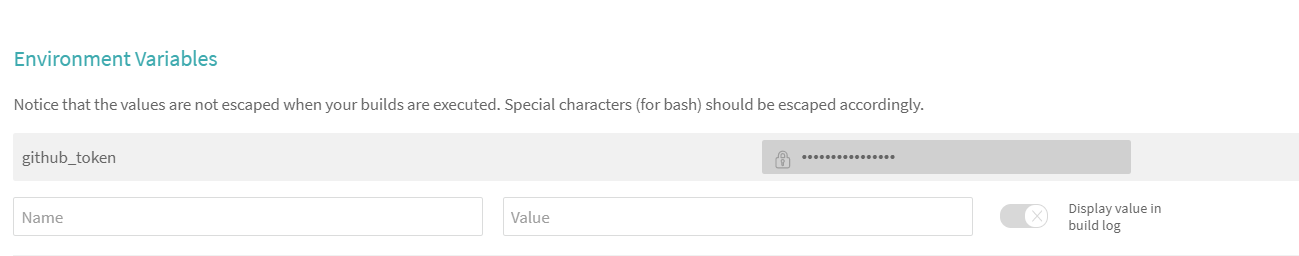 Environment Variables
Notice that the values are not escaped when your builds are executed. Special characters (for bash) should be escaped accordingly.
github_token ••••••••••••••••
Name Value Display value in
build log